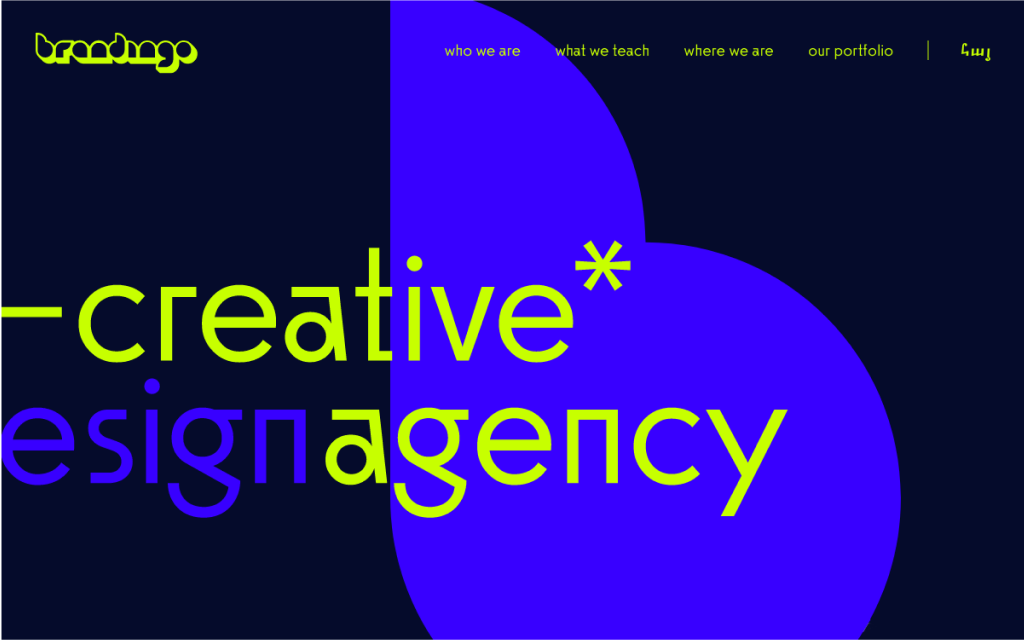 brandingo
who we are what we teach where we are our portfolio | հայ
–creative*
esignagency